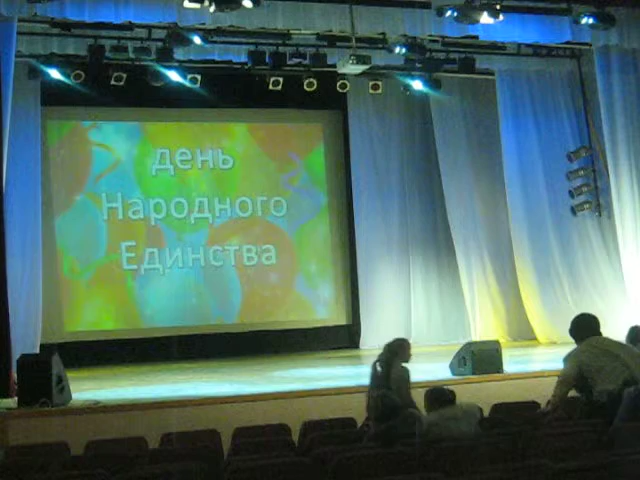 день
Народного
Единства